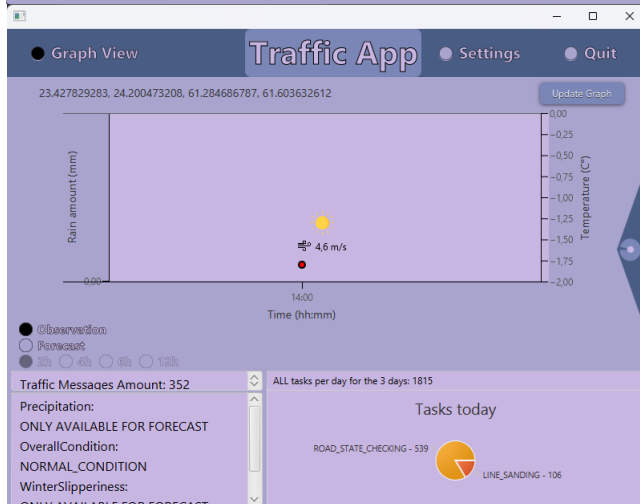 Graph View
Traffic App
Settings
Quit
23.427829283, 24.200473208, 61.284686787, 61.603632612
Update Graph
Rain amount (mm)
0,00
4,6 m/s
14:00
Time (hh:mm)
0,00
-0,25
-0,50
-0,75
-1,00
-1,25
-1,50
-1,75
-2,00
Temperature (C°)
Observation
Forecast
2h 4h 6h 12h
Traffic Messages Amount: 352
Precipitation:
ONLY AVAILABLE FOR FORECAST
OverallCondition:
NORMAL_CONDITION
WinterSlipperiness:
ONLY AVAILABLE FOR FORECAST
ALL tasks per day for the 3 days: 1815
Tasks today
ROAD_STATE_CHECKING - 539
LINE_SANDING - 106